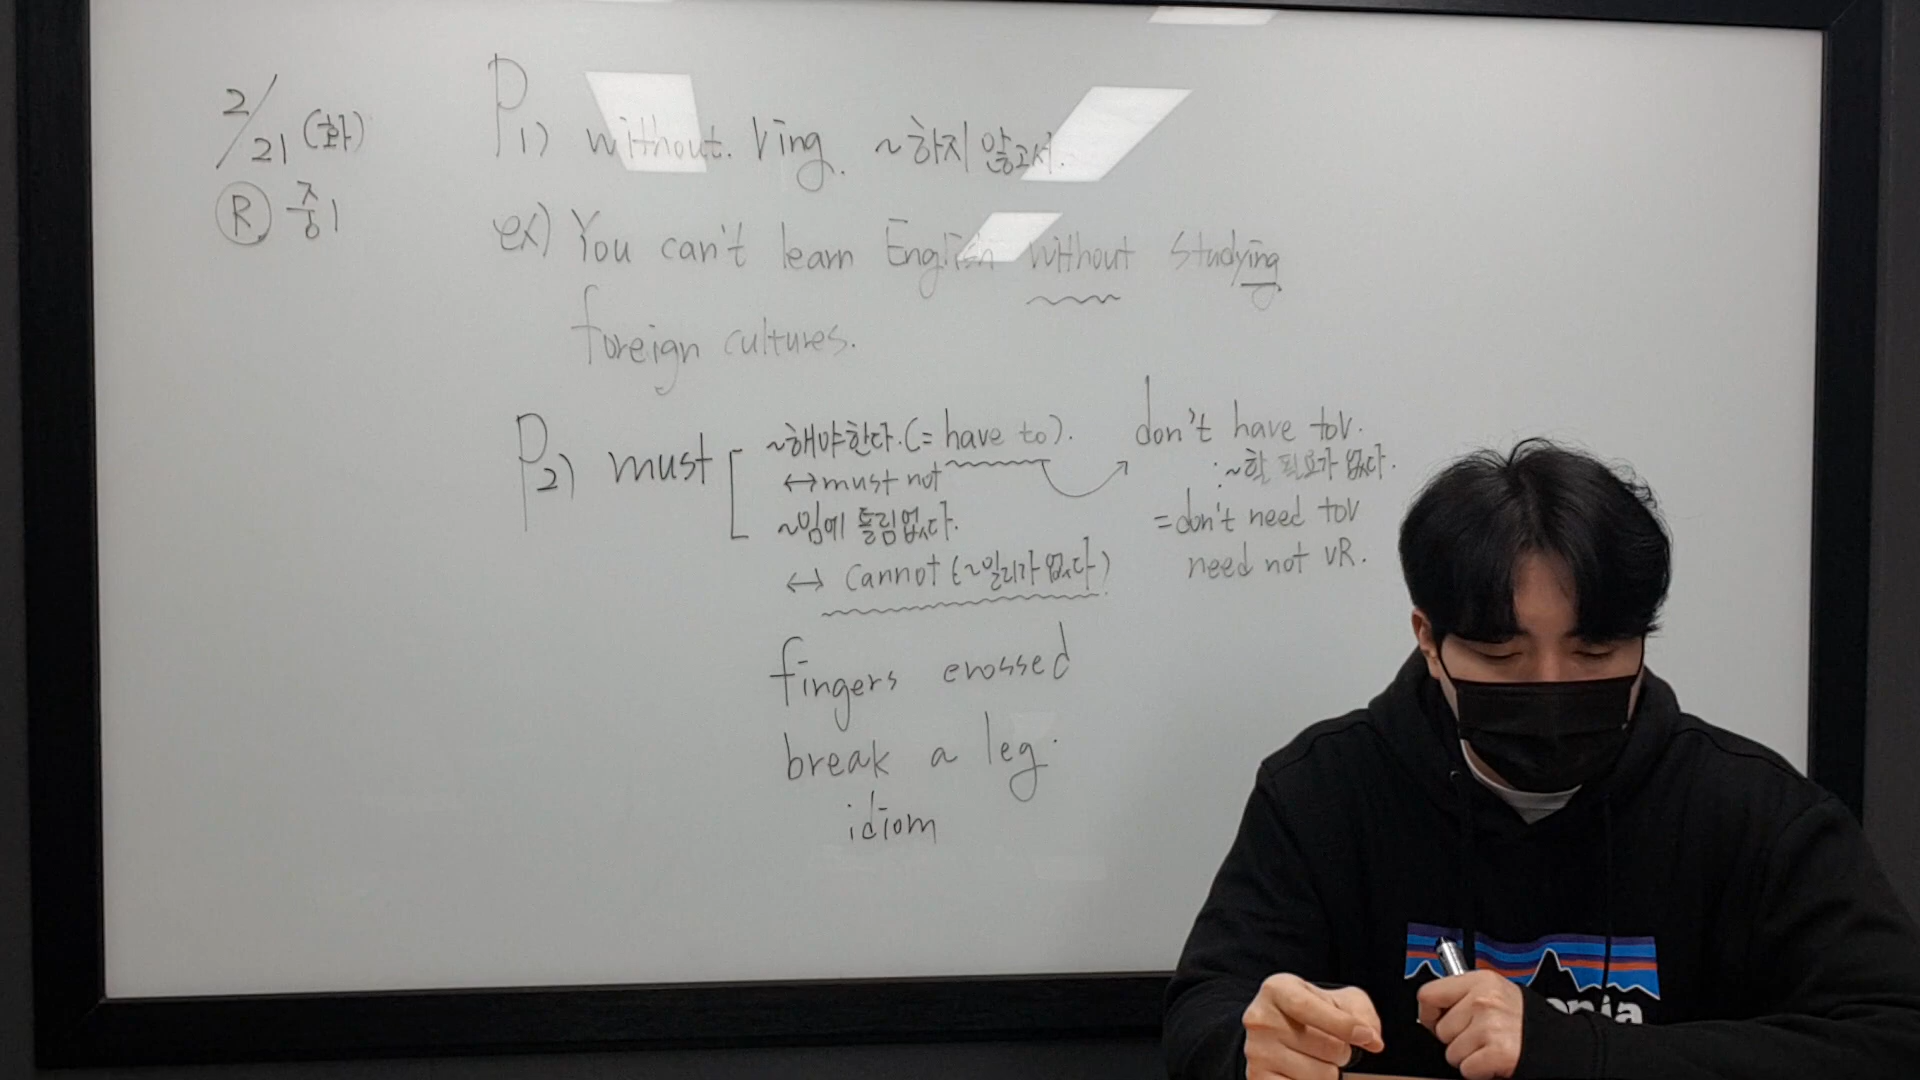 2/21 (화)
Ⓡ 중1
P1) without. Ving. ~하지 않고서.
ex) You can't learn English without studying
foreign cultures.
P2) must [ ~해야한다.(= have to).
↔ must not
~임에 틀림없다.
↔ cannot (~일리가 없다)
don't have toV.
: ~할 필요가 없다.
= don't need toV
need not VR.
fingers crossed
break a leg.
idiom